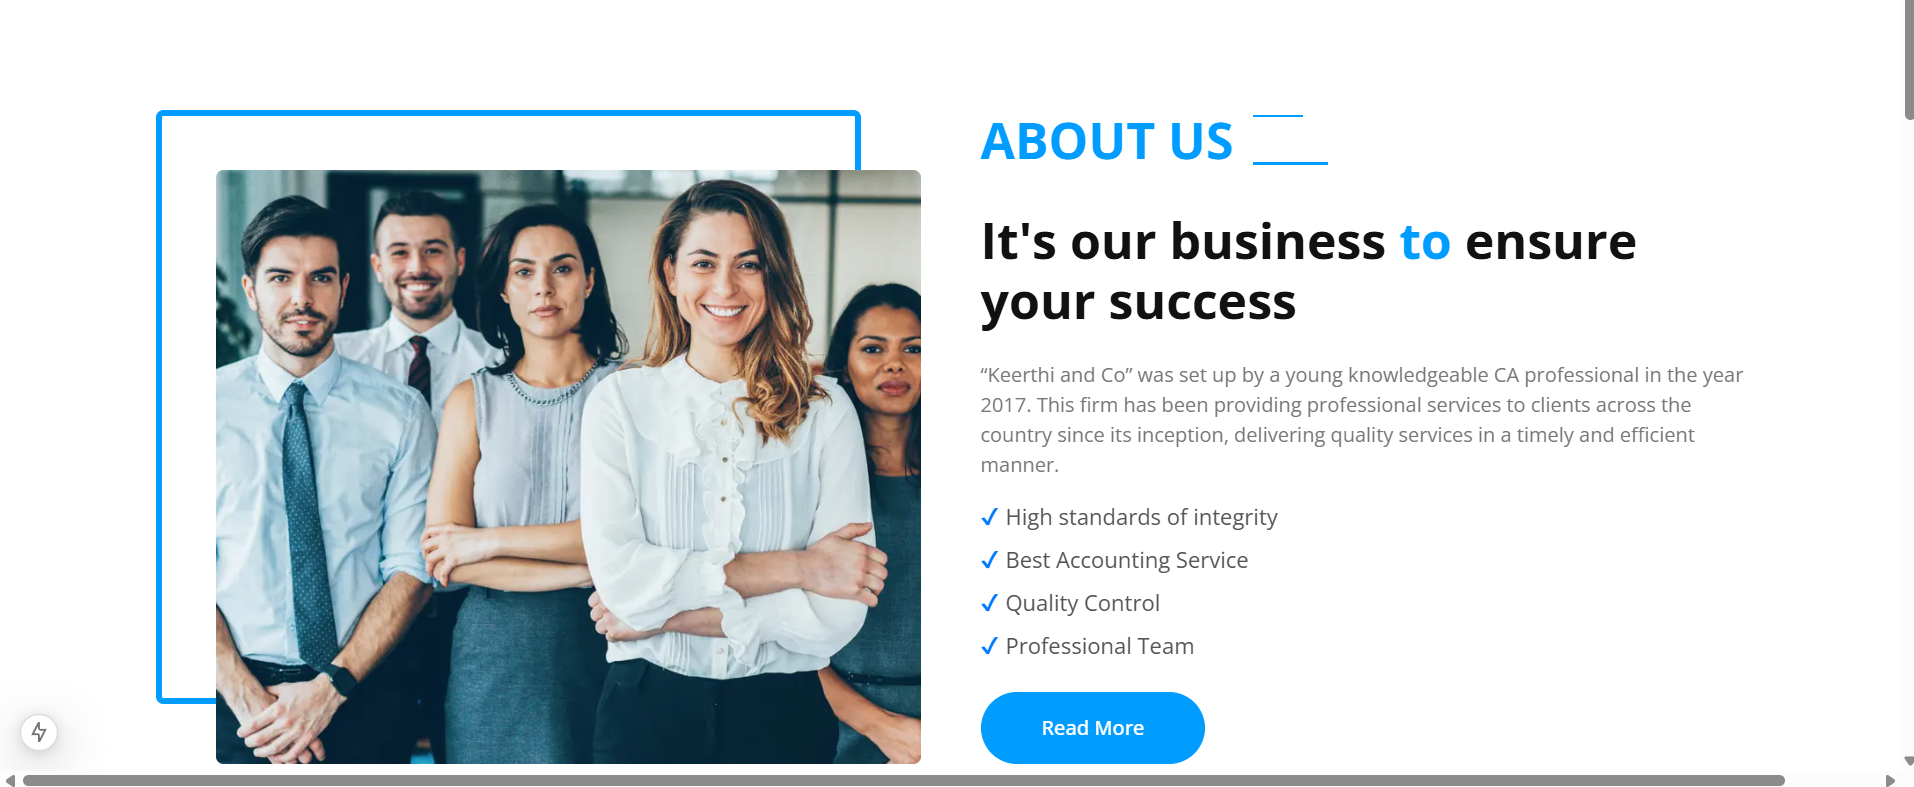 ABOUT US
It's our business to ensure
your success
“Keerthi and Co” was set up by a young knowledgeable CA professional in the year
2017. This firm has been providing professional services to clients across the
country since its inception, delivering quality services in a timely and efficient
manner.
High standards of integrity
Best Accounting Service
Quality Control
Professional Team
Read More